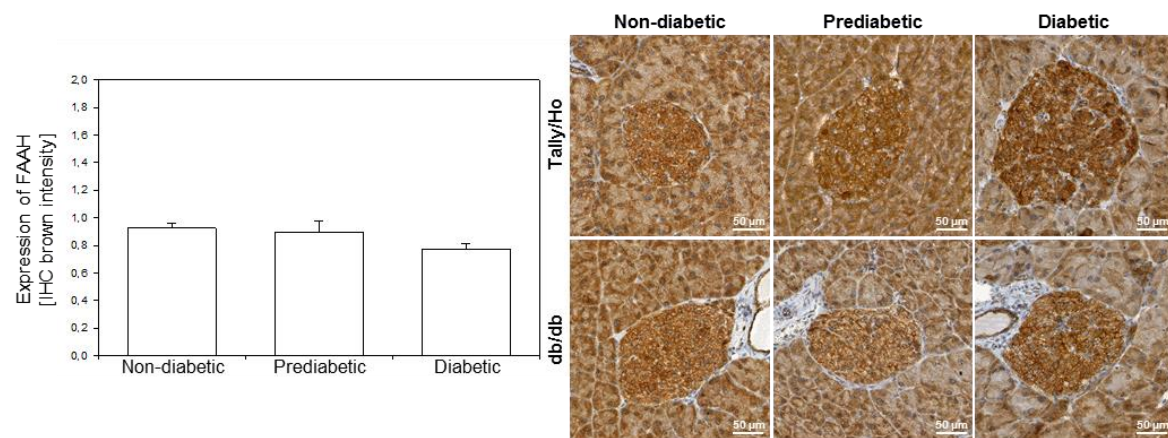 Expression of FAAH
[IHC brown intensity]
2,0
1,8
1,6
1,4
1,2
1,0
0,8
0,6
0,4
0,2
0,0
Non-diabetic
Prediabetic
Diabetic
Non-diabetic
Prediabetic
Diabetic
Tally/Ho
50 µm
50 µm
50 µm
db/db
50 µm
50 µm
50 µm